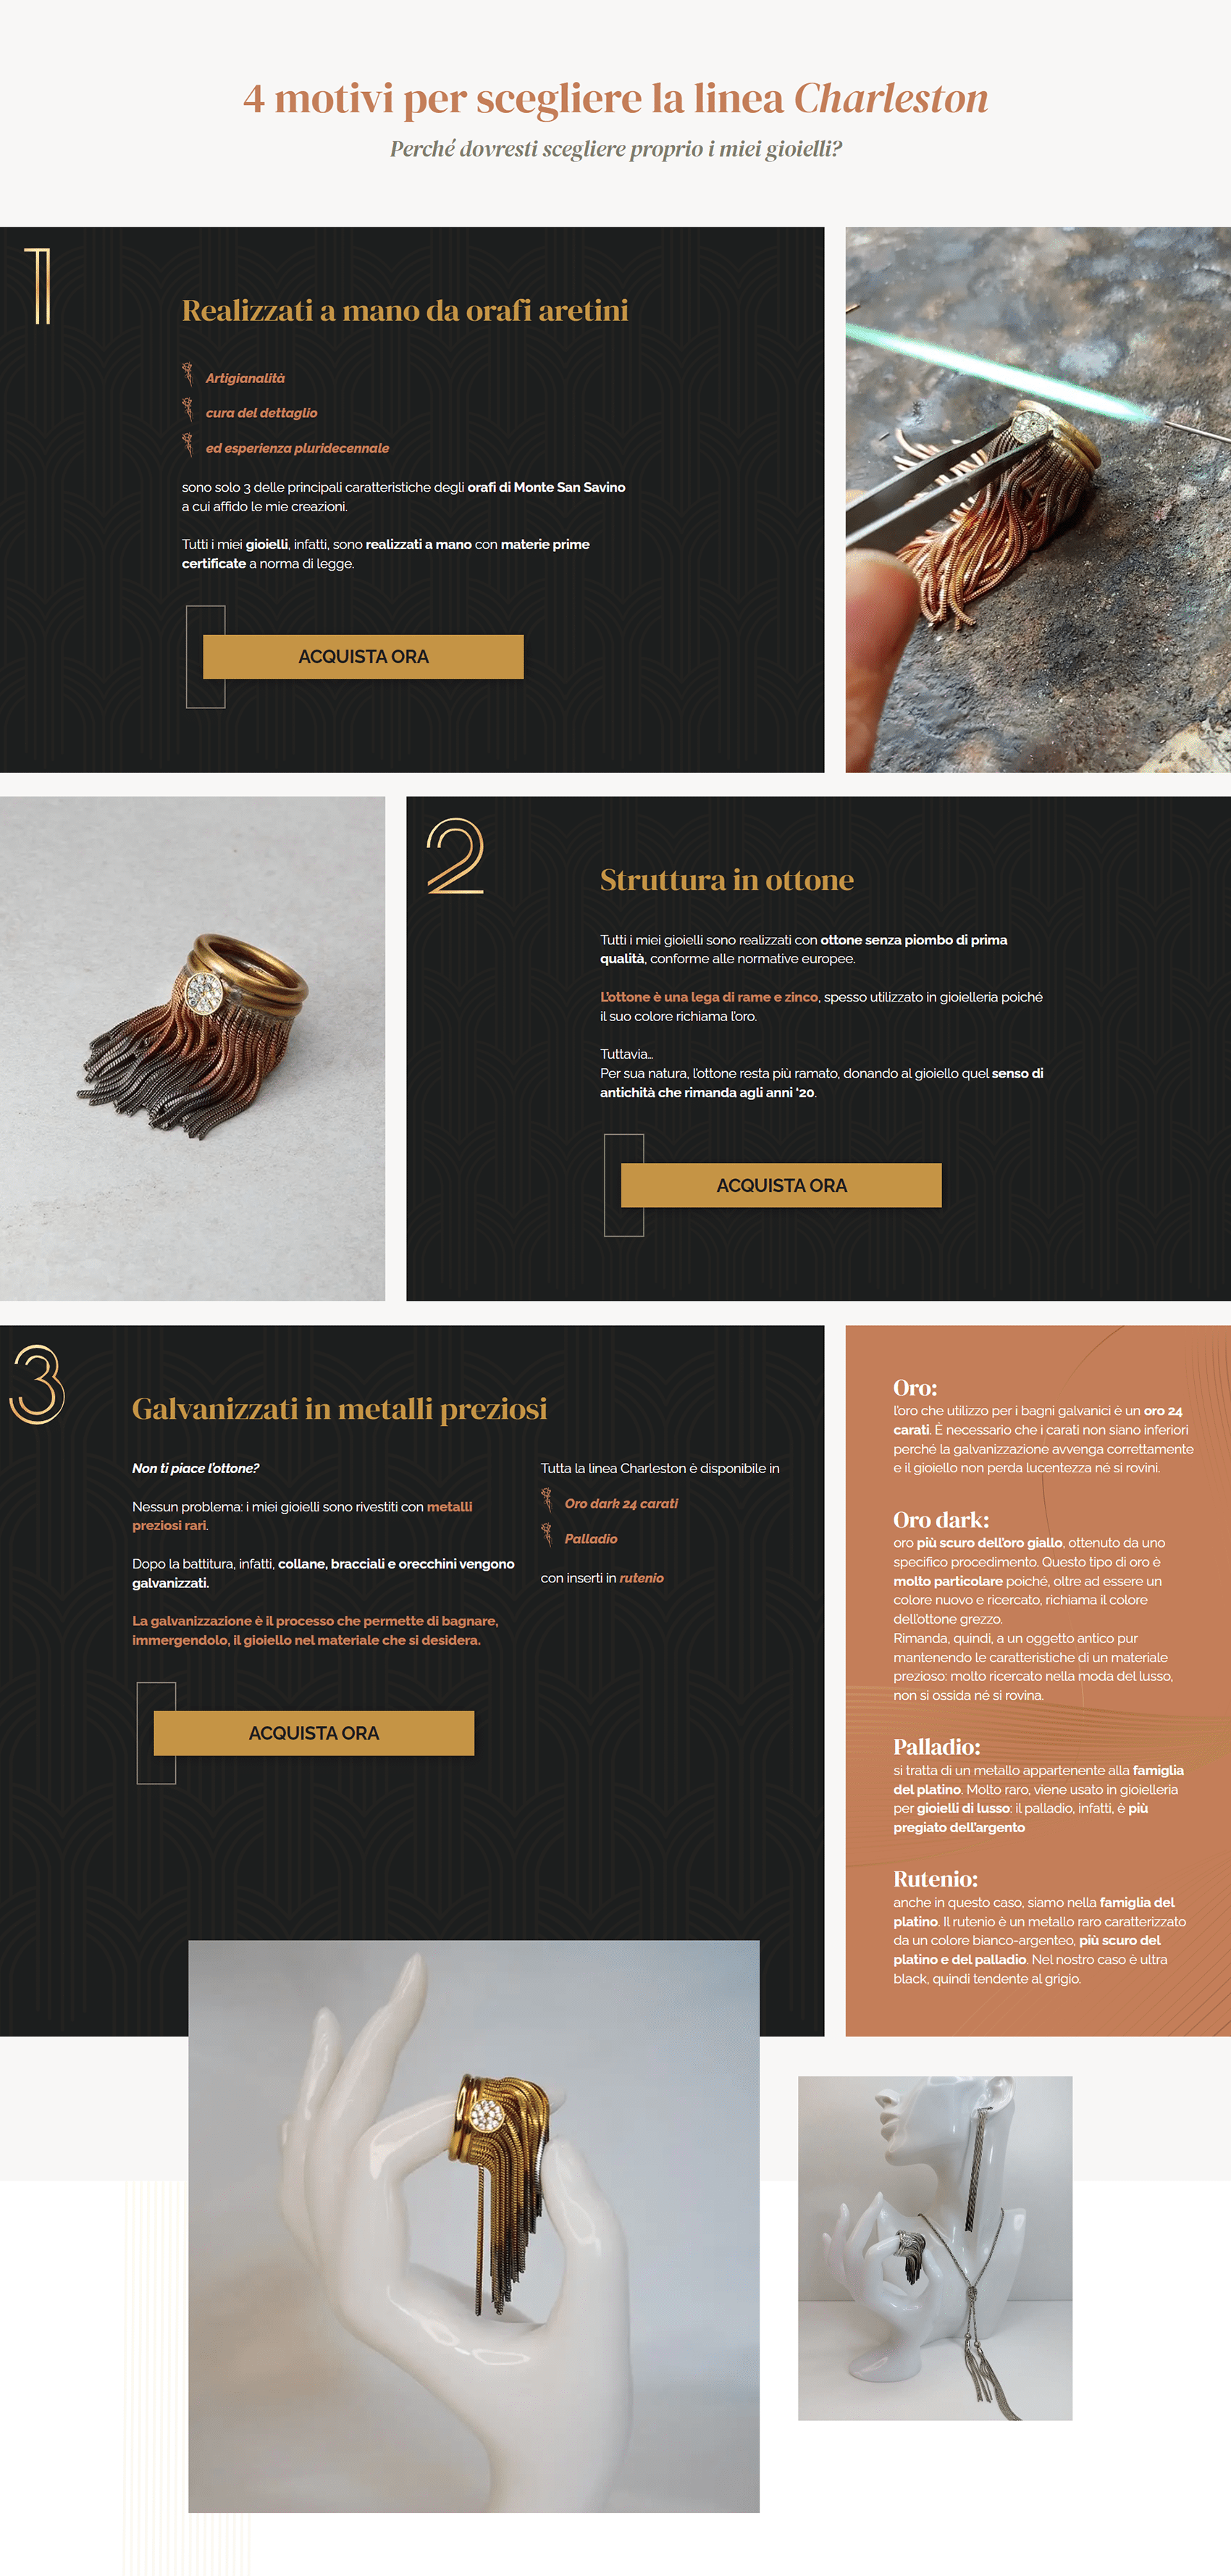 4 motivi per scegliere la linea Charleston
Perché dovresti scegliere proprio i miei gioielli?
1
Realizzati a mano da orafi aretini
Artigianalità
cura del dettaglio
ed esperienza pluridecennale
sono solo 3 delle principali caratteristiche degli orafi di Monte San Savino
a cui affido le mie creazioni.
Tutti i miei gioielli, infatti, sono realizzati a mano con materie prime
certificate a norma di legge.
ACQUISTA ORA
2
Struttura in ottone
Tutti i miei gioielli sono realizzati con ottone senza piombo di prima
qualità, conforme alle normative europee.
L'ottone è una lega di rame e zinco, spesso utilizzato in gioielleria poiché
il suo colore richiama l'oro.
Tuttavia...
Per sua natura, l'ottone resta più ramato, donando al gioiello quel senso di
antichità che rimanda agli anni '20.
ACQUISTA ORA
3
Galvanizzati in metalli preziosi
Non ti piace l'ottone?
Nessun problema: i miei gioielli sono rivestiti con metalli
preziosi rari.
Dopo la battitura, infatti, collane, bracciali e orecchini vengono
galvanizzati.
La galvanizzazione è il processo che permette di bagnare,
immergendolo, il gioiello nel materiale che si desidera.
ACQUISTA ORA
Tutta la linea Charleston è disponibile in
Oro dark 24 carati
Palladio
con inserti in rutenio
Oro:
l'oro che utilizzo per i bagni galvanici è un oro 24
carati. É necessario che i carati non siano inferiori
perché la galvanizzazione avvenga correttamente
e il gioiello non perda lucentezza né si rovini.
Oro dark:
oro più scuro dell'oro giallo, ottenuto da uno
specifico procedimento. Questo tipo di oro è
molto particolare poiché, oltre ad essere un
colore nuovo e ricercato, richiama il colore
dell'ottone grezzo.
Rimanda, quindi, a un oggetto antico pur
mantenendo le caratteristiche di un materiale
prezioso: molto ricercato nella moda del lusso,
non si ossida né si rovina.
Palladio:
si tratta di un metallo appartenente alla famiglia
del platino. Molto raro, viene usato in gioielleria
per gioielli di lusso: il palladio, infatti, è più
pregiato dell'argento
Rutenio:
anche in questo caso, siamo nella famiglia del
platino. Il rutenio è un metallo raro caratterizzato
da un colore bianco-argenteo, più scuro del
platino e del palladio. Nel nostro caso è ultra
black, quindi tendente al grigio.